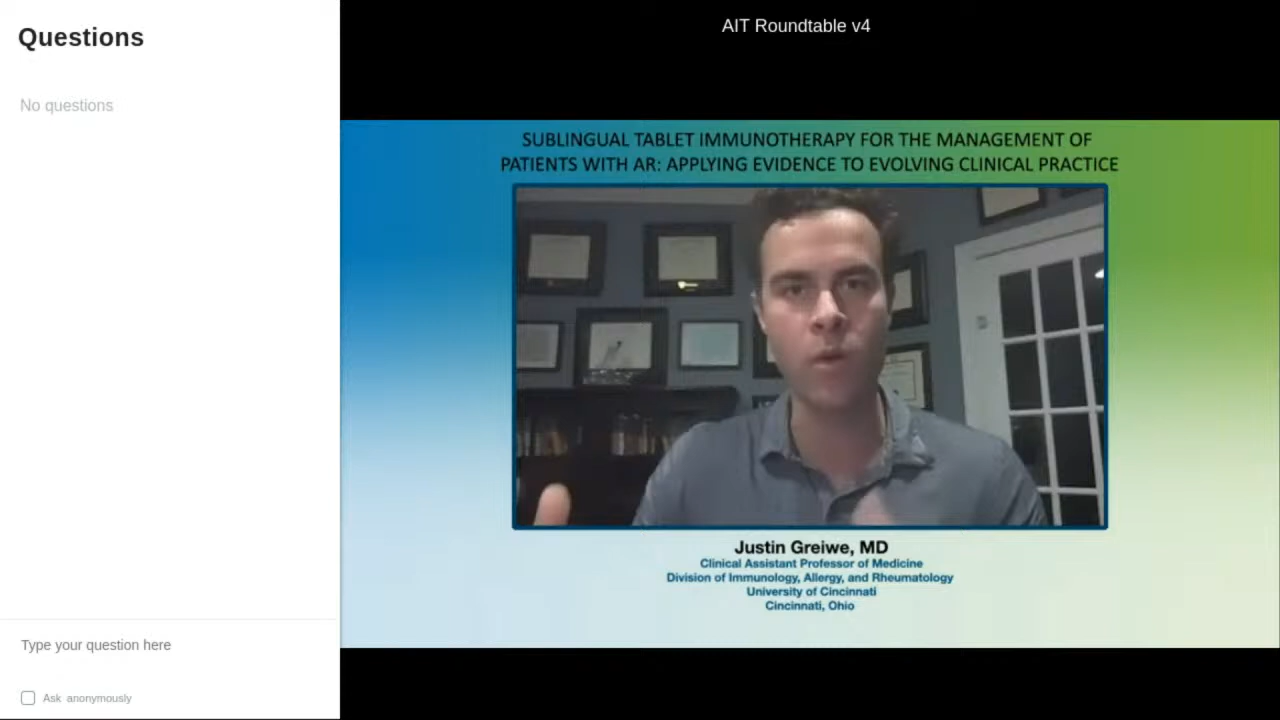 Questions
No questions
Type your question here
Ask anonymously
AIT Roundtable v4
SUBLINGUAL TABLET IMMUNOTHERAPY FOR THE MANAGEMENT OF
PATIENTS WITH AR: APPLYING EVIDENCE TO EVOLVING CLINICAL PRACTICE
Justin Greiwe, MD
Clinical Assistant Professor of Medicine
Division of Immunology, Allergy, and Rheumatology
University of Cincinnati
Cincinnati, Ohio